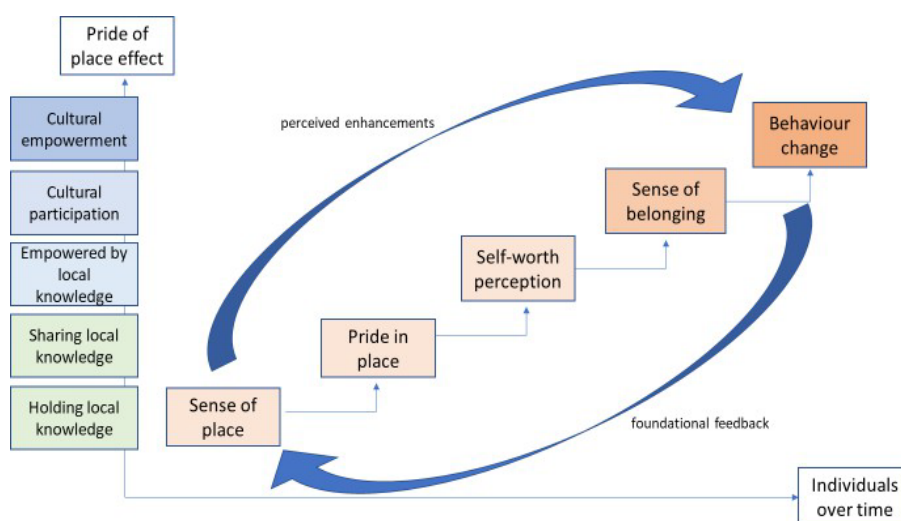 Pride of
place effect
Cultural
empowerment
Cultural
participation
Empowered by
local
knowledge
Sharing local
knowledge
Holding local
knowledge
perceived enhancements
Behaviour
change
Sense of
belonging
Self-worth
perception
Pride in
place
Sense of
place
foundational feedback
Individuals
over time